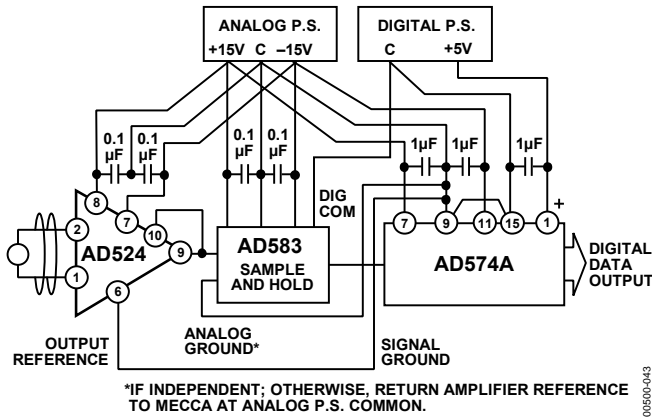 ANALOG P.S.
+15V C –15V
DIGITAL P.S.
C +5V
0.1
µF
0.1
µF
0.1
µF
0.1
µF
1µF
1µF
1µF
8
7
10
9
2
1
6
AD524
DIG
COM
7
9
11
15
1
+
AD583
SAMPLE
AND HOLD
AD574A
DIGITAL
DATA
OUTPUT
OUTPUT
REFERENCE
ANALOG
GROUND*
SIGNAL
GROUND
*IF INDEPENDENT; OTHERWISE, RETURN AMPLIFIER REFERENCE
TO MECCA AT ANALOG P.S. COMMON.
00500-043